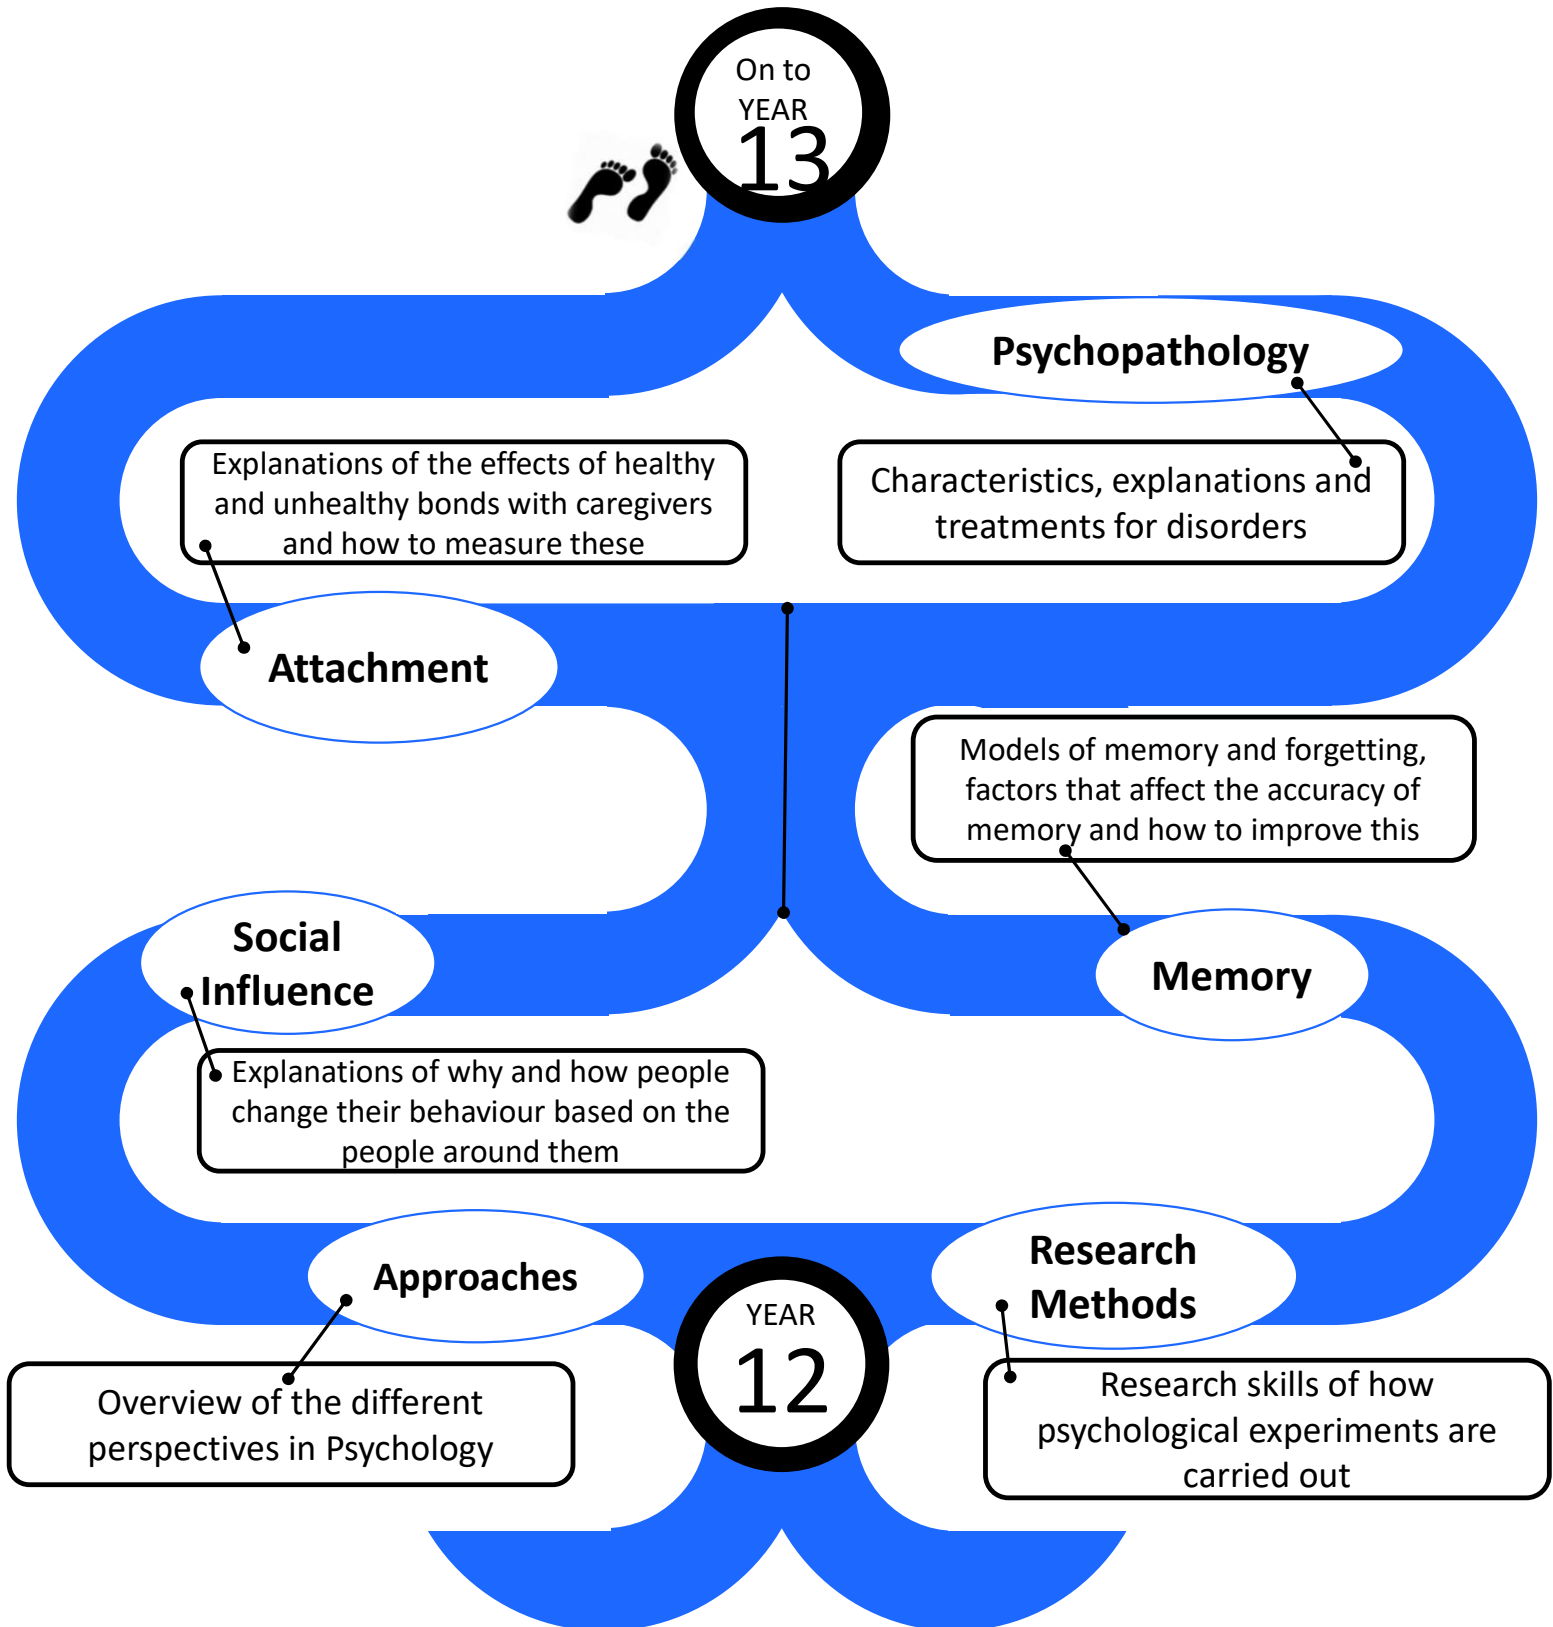 On to
YEAR
13
Psychopathology
Explanations of the effects of healthy
and unhealthy bonds with caregivers
and how to measure these
Characteristics, explanations and
treatments for disorders
Attachment
Models of memory and forgetting,
factors that affect the accuracy of
memory and how to improve this
Social
Influence
Memory
Explanations of why and how people
change their behaviour based on the
people around them
Approaches
Research
Methods
YEAR
12
Overview of the different
perspectives in Psychology
Research skills of how
psychological experiments are
carried out